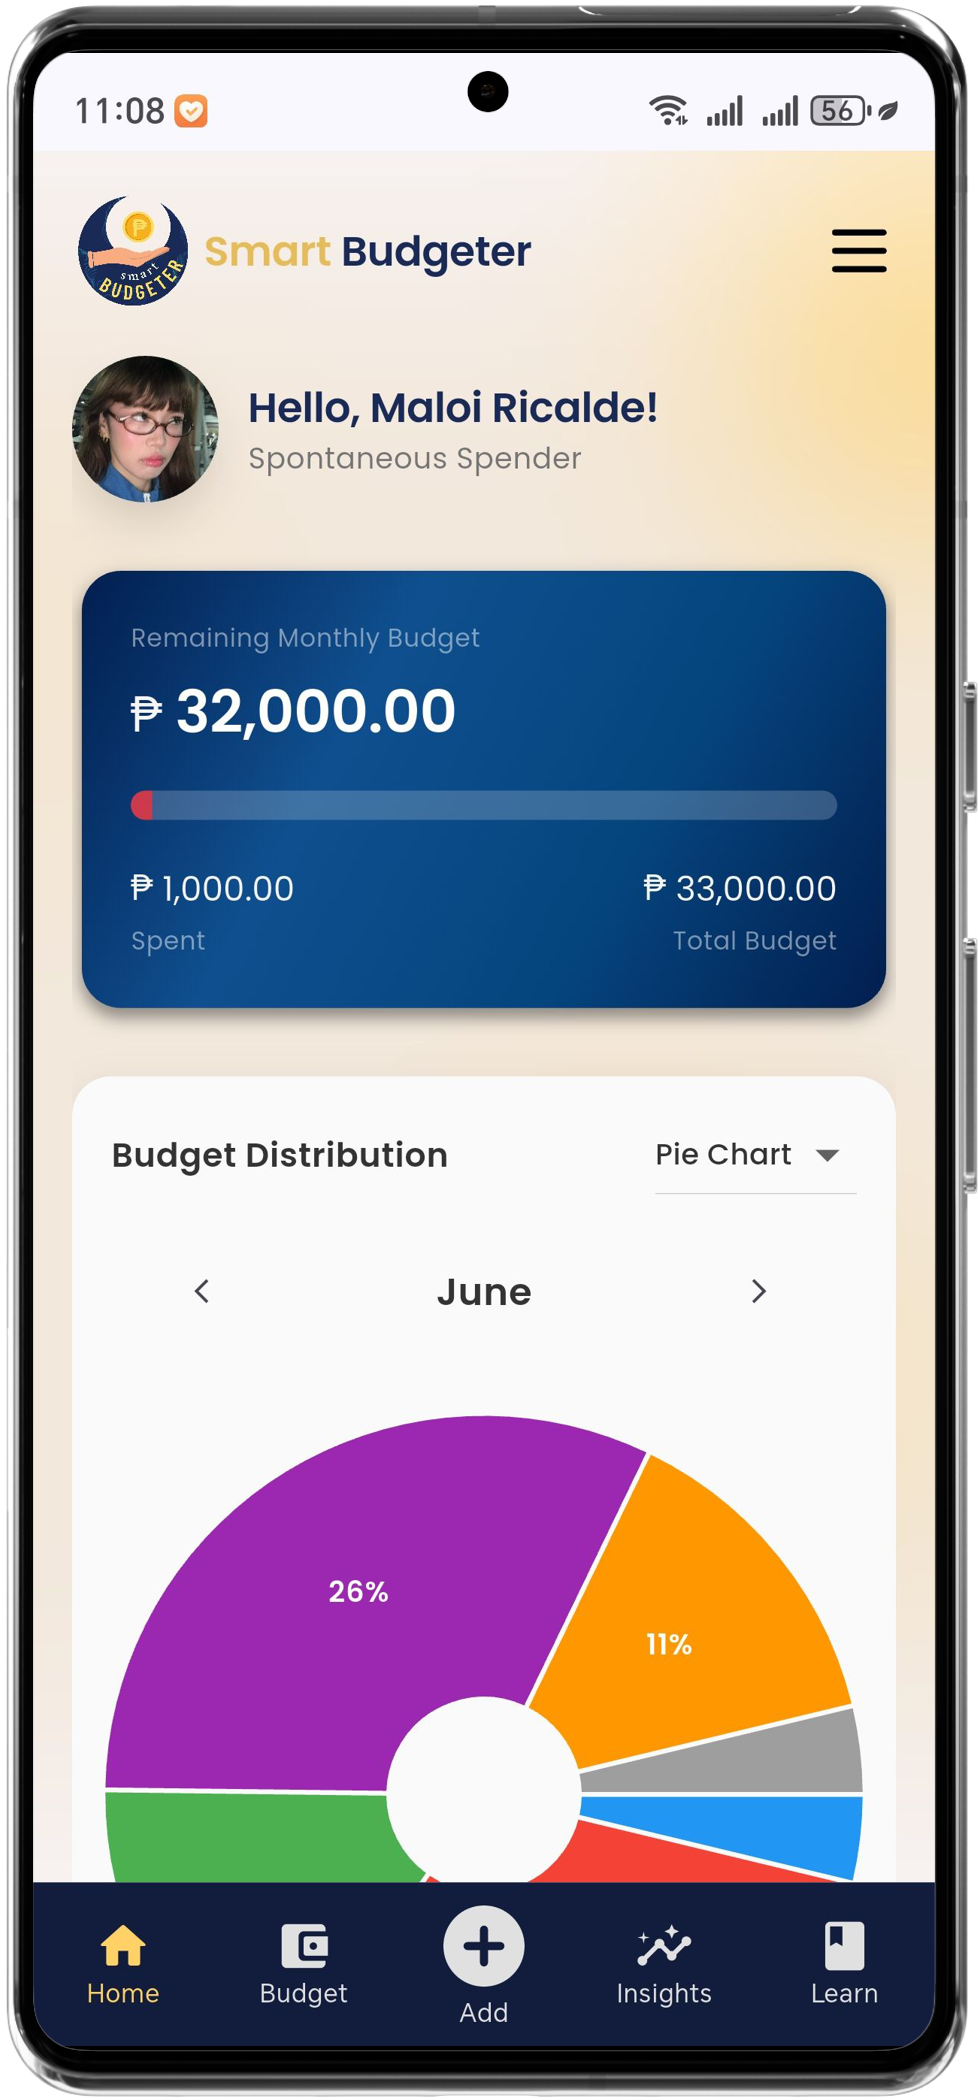 11:08
56
smart
BUDGETER
Smart Budgeter
Hello, Maloi Ricalde!
Spontaneous Spender
Remaining Monthly Budget
₱ 32,000.00
₱ 1,000.00
₱ 33,000.00
Spent
Total Budget
Budget Distribution
Pie Chart
June
26%
11%
Home
Budget
Add
Insights
Learn